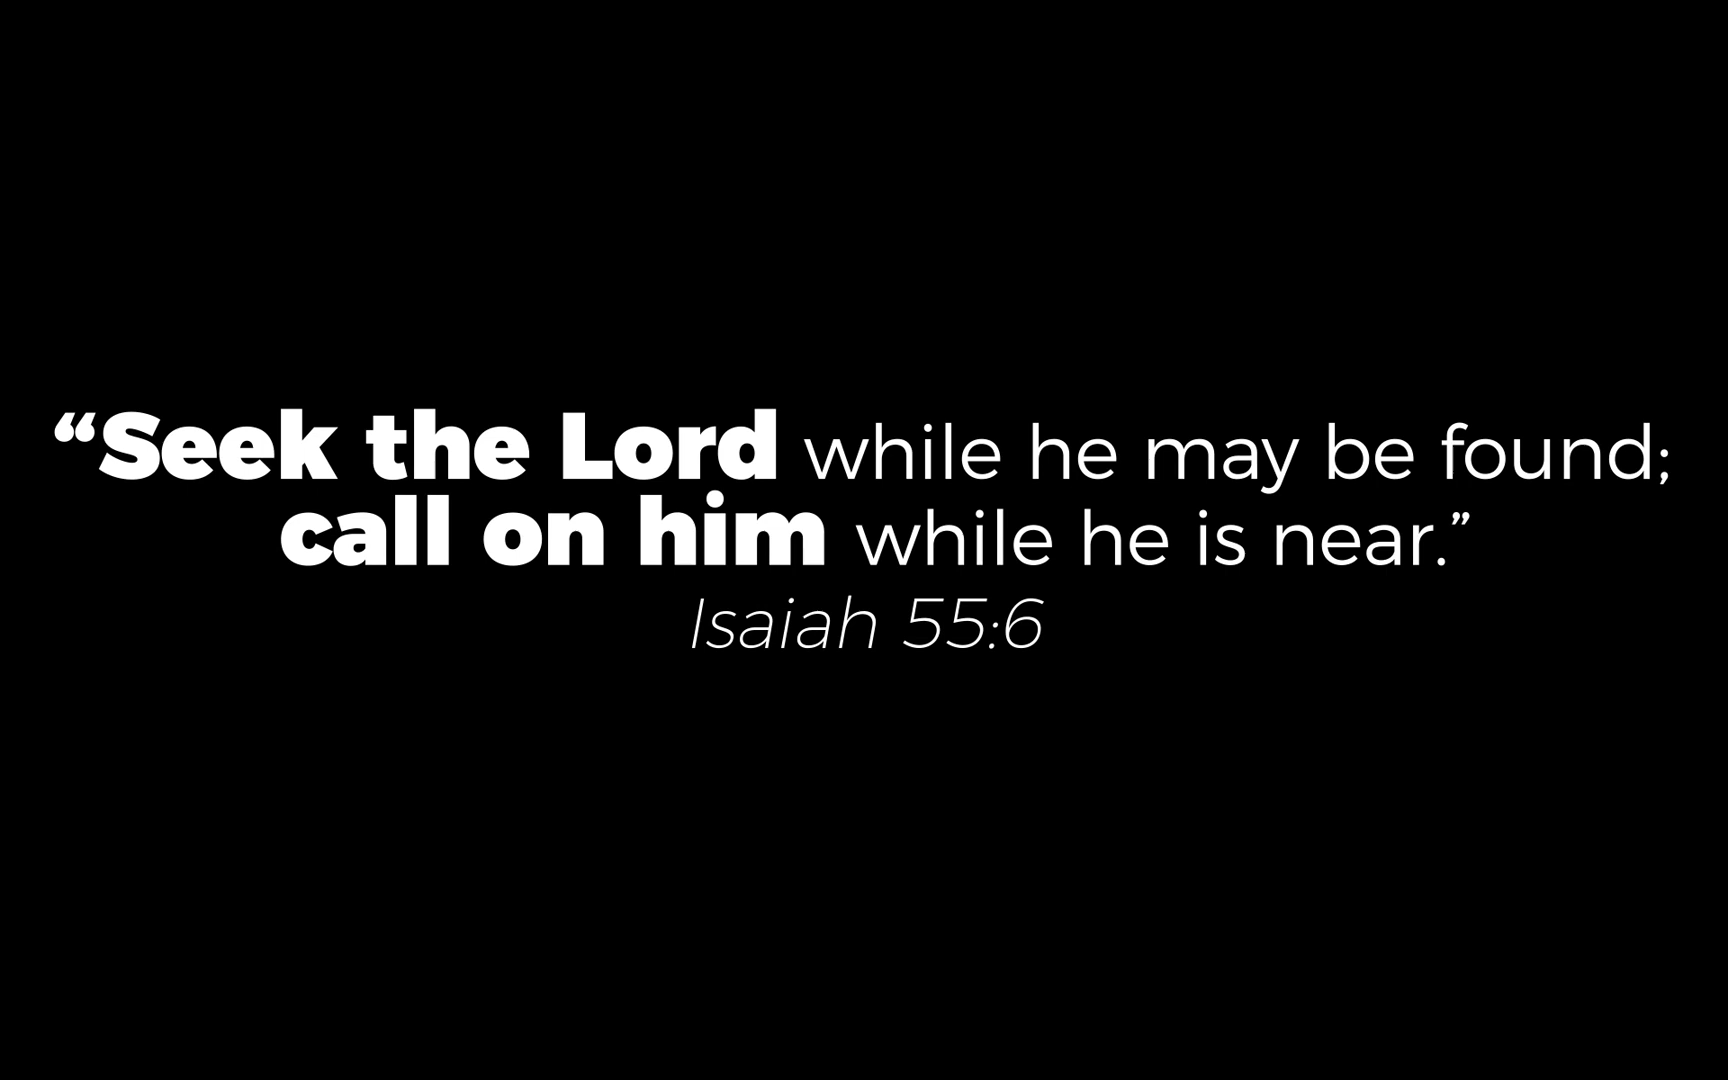 “Seek the Lord while he may be found;
call on him while he is near.”
Isaiah 55:6